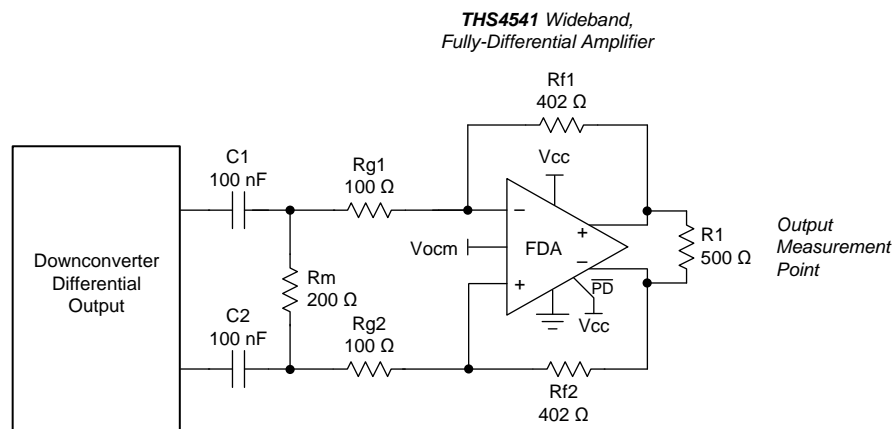 THS4541 Wideband,
Fully-Differential Amplifier
Rf1
402 Ω
C1
100 nF
Rg1
100 Ω
Vcc
Downconverter
Differential
Output
Rm
200 Ω
Vocm
−
+
FDA
+
−
PD
Vcc
R1
500 Ω
Output
Measurement
Point
C2
100 nF
Rg2
100 Ω
Rf2
402 Ω